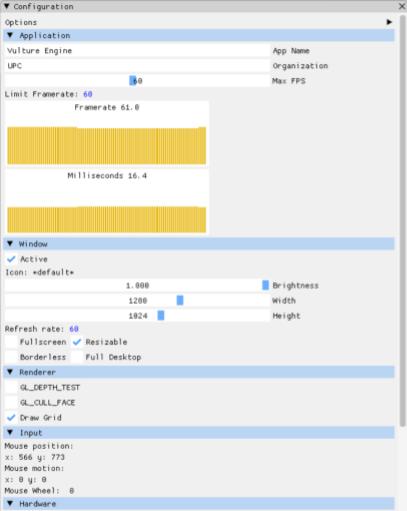 Configuration
Options
Application
Vulture Engine App Name
UPC Organization
60 Max FPS
Limit Framerate: 60
Framerate 61.0
Milliseconds 16.4
Window
Active
Icon: *default*
1.000 Brightness
1280 Width
1024 Height
Refresh rate: 60
Fullscreen Resizable
Borderless Full Desktop
Renderer
GL_DEPTH_TEST
GL_CULL_FACE
Draw Grid
Input
Mouse position:
x: 566 y: 773
Mouse motion:
x: 0 y: 0
Mouse Wheel: 0
Hardware